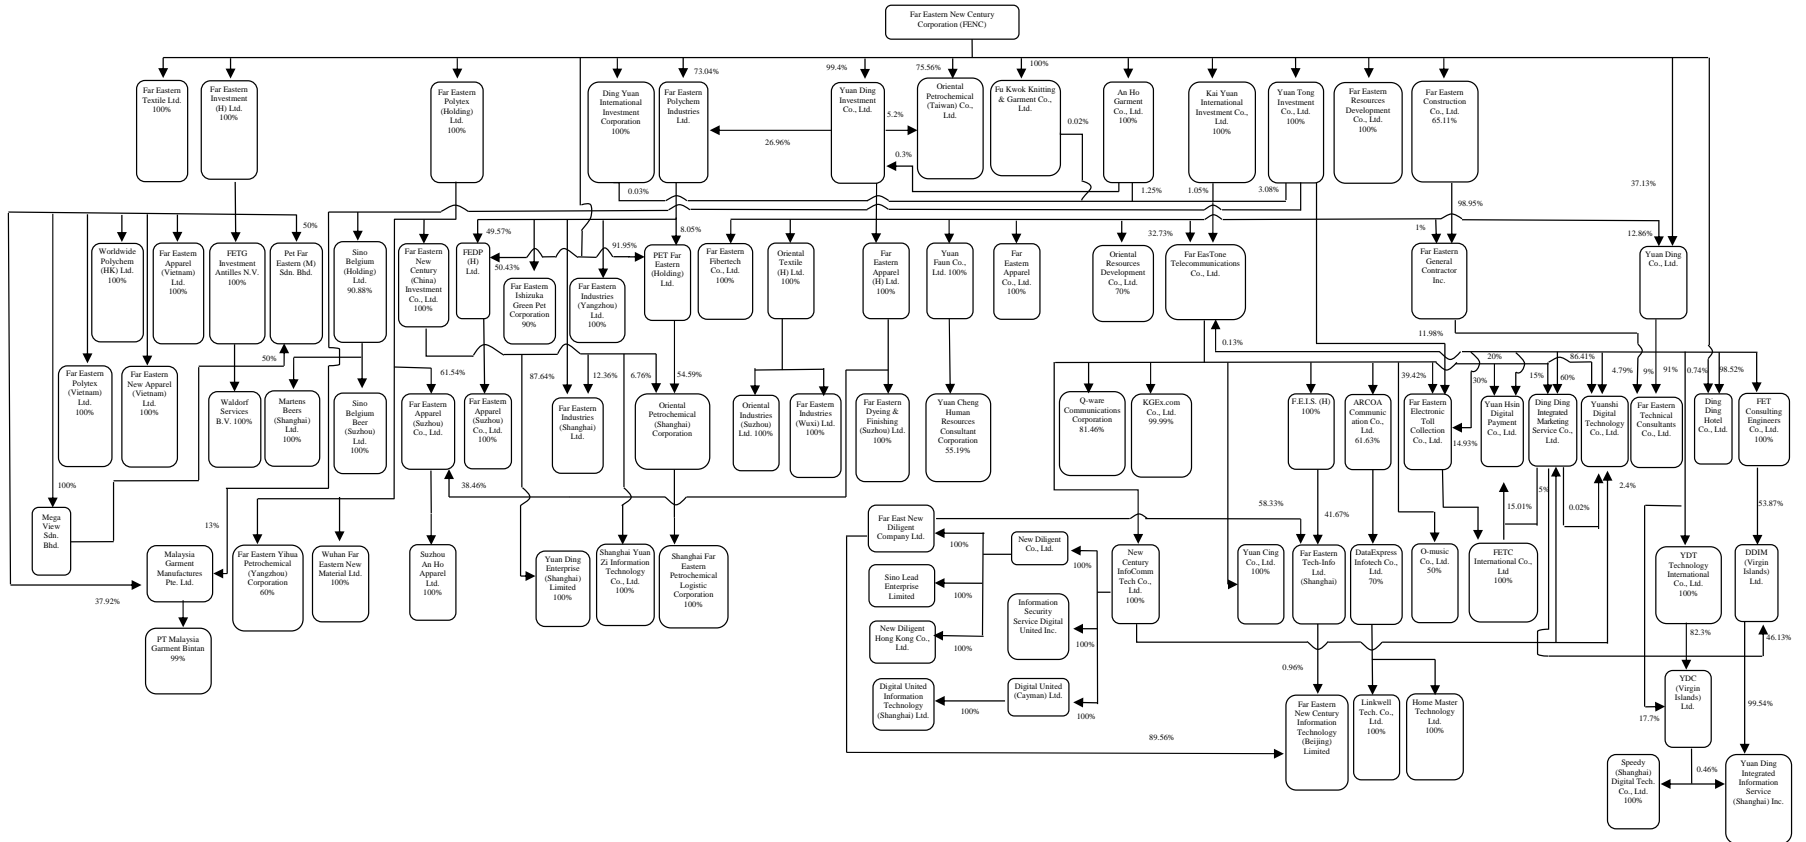 Far Eastern New Century
Corporation (FENC)
73.04%
99.4%
75.56%
100%
Far Eastern
Textile Ltd.
100%
Far Eastern
Investment
(H) Ltd.
100%
Far Eastern
Polytex
(Holding)
Ltd.
100%
Ding Yuan
International
Investment
Corporation
100%
Far Eastern
Polychem
Industries
Ltd.
Yuan Ding
Investment
Co., Ltd.
Oriental
Petrochemical
(Taiwan) Co.,
Ltd.
Fu Kwok Knitting
& Garment Co.,
Ltd.
An Ho
Garment
Co., Ltd.
100%
Kai Yuan
International
Investment Co.,
Ltd.
100%
Yuan Tong
Investment
Co., Ltd.
100%
Far Eastern
Resources
Development
Co., Ltd.
100%
Far Eastern
Construction
Co., Ltd.
65.11%
26.96%
5.2%
0.3%
0.02%
0.03%
1.25%
1.05%
3.08%
98.95%
37.13%
50%
49.57%
50.43%
91.95%
8.05%
32.73%
1%
12.86%
Worldwide
Polychem
(HK) Ltd.
100%
Far Eastern
Apparel
(Vietnam)
Ltd.
100%
FETG
Investment
Antilles N.V.
100%
Pet Far
Eastern (M)
Sdn. Bhd.
Sino
Belgium
(Holding)
Ltd.
90.88%
Far Eastern
New
Century
(China)
Investment
Co., Ltd.
100%
FEDP
(H)
Ltd.
Far Eastern
Ishizuka
Green Pet
Corporation
90%
Far Eastern
Industries
(Yangzhou)
Ltd.
100%
PET Far
Eastern
(Holding)
Ltd.
Far Eastern
Fibertech
Co., Ltd.
100%
Oriental
Textile
(H) Ltd.
100%
Far
Eastern
Apparel
(H) Ltd.
100%
Yuan
Faun Co.,
Ltd. 100%
Far
Eastern
Apparel
Co., Ltd.
100%
Oriental
Resources
Development
Co., Ltd.
70%
Far EasTone
Telecommunications
Co., Ltd.
Far Eastern
General
Contractor
Inc.
Yuan Ding
Co., Ltd.
50%
61.54%
87.64%
12.36%
6.76%
54.59%
0.13%
11.98%
39.42%
30%
20%
15%
60%
86.41%
4.79%
9%
91%
0.74%
98.52%
Far Eastern
Polytex
(Vietnam)
Ltd.
100%
Far Eastern
New Apparel
(Vietnam)
Ltd.
100%
Waldorf
Services
B.V. 100%
Martens
Beers
(Shanghai)
Ltd.
100%
Sino
Belgium
Beer
(Suzhou)
Ltd.
100%
Far Eastern
Apparel
(Suzhou)
Co., Ltd.
Far Eastern
Apparel
(Suzhou)
Co., Ltd.
100%
Far Eastern
Industries
(Shanghai)
Ltd.
Oriental
Petrochemical
(Shanghai)
Corporation
Oriental
Industries
(Suzhou)
Ltd. 100%
Far Eastern
Industries
(Wuxi) Ltd.
100%
Far Eastern
Dyeing &
Finishing
(Suzhou) Ltd.
100%
Yuan Cheng
Human
Resources
Consultant
Corporation
55.19%
Q-ware
Communications
Corporation
81.46%
KGEx.com
Co., Ltd.
99.99%
F.E.I.S. (H)
100%
ARCOA
Communic
ation Co.,
Ltd.
61.63%
Far Eastern
Electronic
Toll
Collection
Co., Ltd.
14.93%
Yuan Hsin
Digital
Payment
Co., Ltd.
Ding Ding
Integrated
Marketing
Service Co.,
Ltd.
Yuanshi
Digital
Technology
Co., Ltd.
Far Eastern
Technical
Consultants
Co., Ltd.
Ding
Ding
Hotel
Co., Ltd.
FET
Consulting
Engineers
Co., Ltd.
100%
100%
13%
38.46%
37.92%
58.33%
41.67%
15.01%
5%
0.02%
2.4%
53.87%
Mega
View
Sdn.
Bhd.
Malaysia
Garment
Manufactures
Pte. Ltd.
Far Eastern Yihua
Petrochemical
(Yangzhou)
Corporation
60%
Wuhan Far
Eastern New
Material Ltd.
100%
Suzhou
An Ho
Apparel
Ltd.
100%
Yuan Ding
Enterprise
(Shanghai)
Limited
100%
Shanghai Yuan
Zi Information
Technology
Co., Ltd.
100%
Shanghai Far
Eastern
Petrochemical
Logistic
Corporation
100%
Far East New
Diligent
Company Ltd.
100%
New Diligent
Co., Ltd.
100%
New
Century
InfoComm
Tech Co.,
Ltd.
100%
Yuan Cing
Co., Ltd.
100%
Far Eastern
Tech-Info
Ltd.
(Shanghai)
DataExpress
Infotech Co.,
Ltd.
70%
O-music
Co., Ltd.
50%
FETC
International Co.,
Ltd
100%
YDT
Technology
International
Co., Ltd.
100%
DDIM
(Virgin
Islands)
Ltd.
Sino Lead
Enterprise
Limited
100%
Information
Security
Service Digital
United Inc.
100%
New Diligent
Hong Kong Co.,
Ltd.
100%
PT Malaysia
Garment Bintan
99%
82.3%
46.13%
Digital United
Information
Technology
(Shanghai) Ltd.
100%
Digital United
(Cayman) Ltd.
100%
0.96%
89.56%
Far Eastern
New Century
Information
Technology
(Beijing)
Limited
Linkwell
Tech. Co.,
Ltd.
100%
Home Master
Technology
Ltd.
100%
YDC
(Virgin
Islands)
Ltd.
17.7%
99.54%
0.46%
Speedy
(Shanghai)
Digital Tech.
Co., Ltd.
100%
Yuan Ding
Integrated
Information
Service
(Shanghai) Inc.